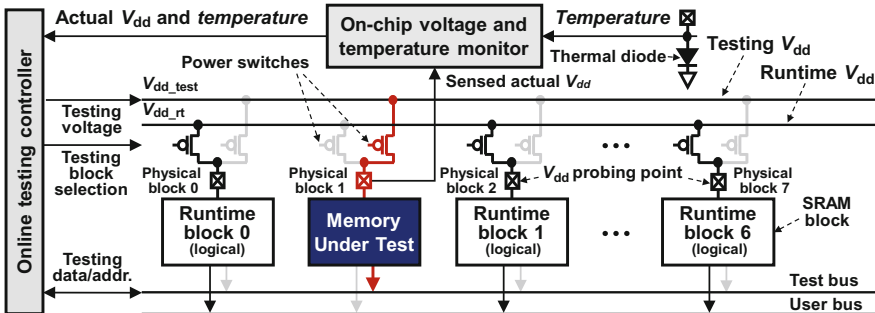 Actual Vdd and temperature
On-chip voltage and
temperature monitor
Temperature
Thermal diode
Testing Vdd
Runtime Vdd
Power switches
Sensed actual Vdd
Online testing controller
Vdd_test
Testing
voltage
Vdd_rt
Testing
block
selection
Physical
block 0
Physical
block 1
Physical
block 2
Vdd probing point
Physical
block 7
Runtime
block 0
(logical)
Memory
Under Test
Runtime
block 1
(logical)
Runtime
block 6
(logical)
SRAM
block
Testing
data/addr.
Test bus
User bus